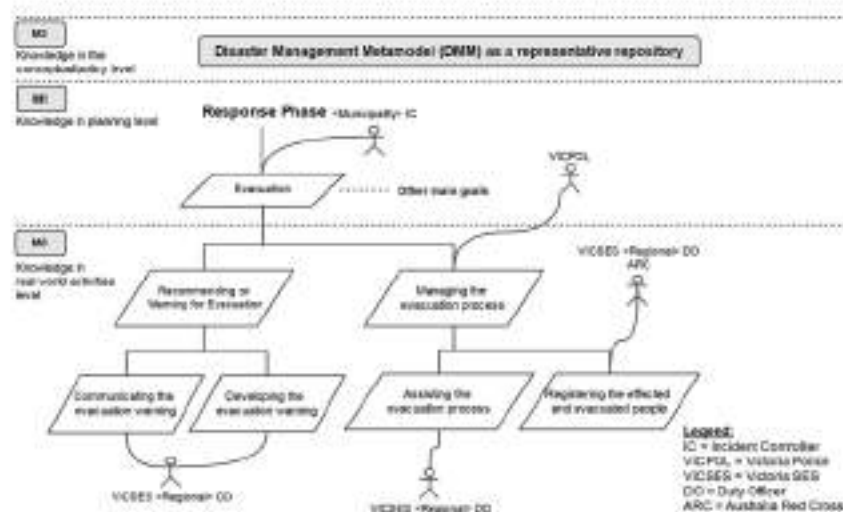 M2
Knowledge in the
conceptual/policy level
Disaster Management Metamodel (DMM) as a representative repository
M1
Knowledge in planning level
Response Phase <Municipality> IC
VICPOL
Evacuation
Other main goals
M0
Knowledge in
real-world activities
level
VICSES <Regional> DO
ARC
Recommending or
Warning for Evacuation
Managing the
evacuation process
Communicating the
evacuation warning
Developing the
evacuation warning
Assisting the
evacuation process
Registering the effected
and evacuated people
VICSES <Regional> DO
VICSES <Regional> DO
Legend:
IC = Incident Controller
VICPOL = Victoria Police
VICSES = Victoria SES
DO = Duty Officer
ARC = Australia Red Cross